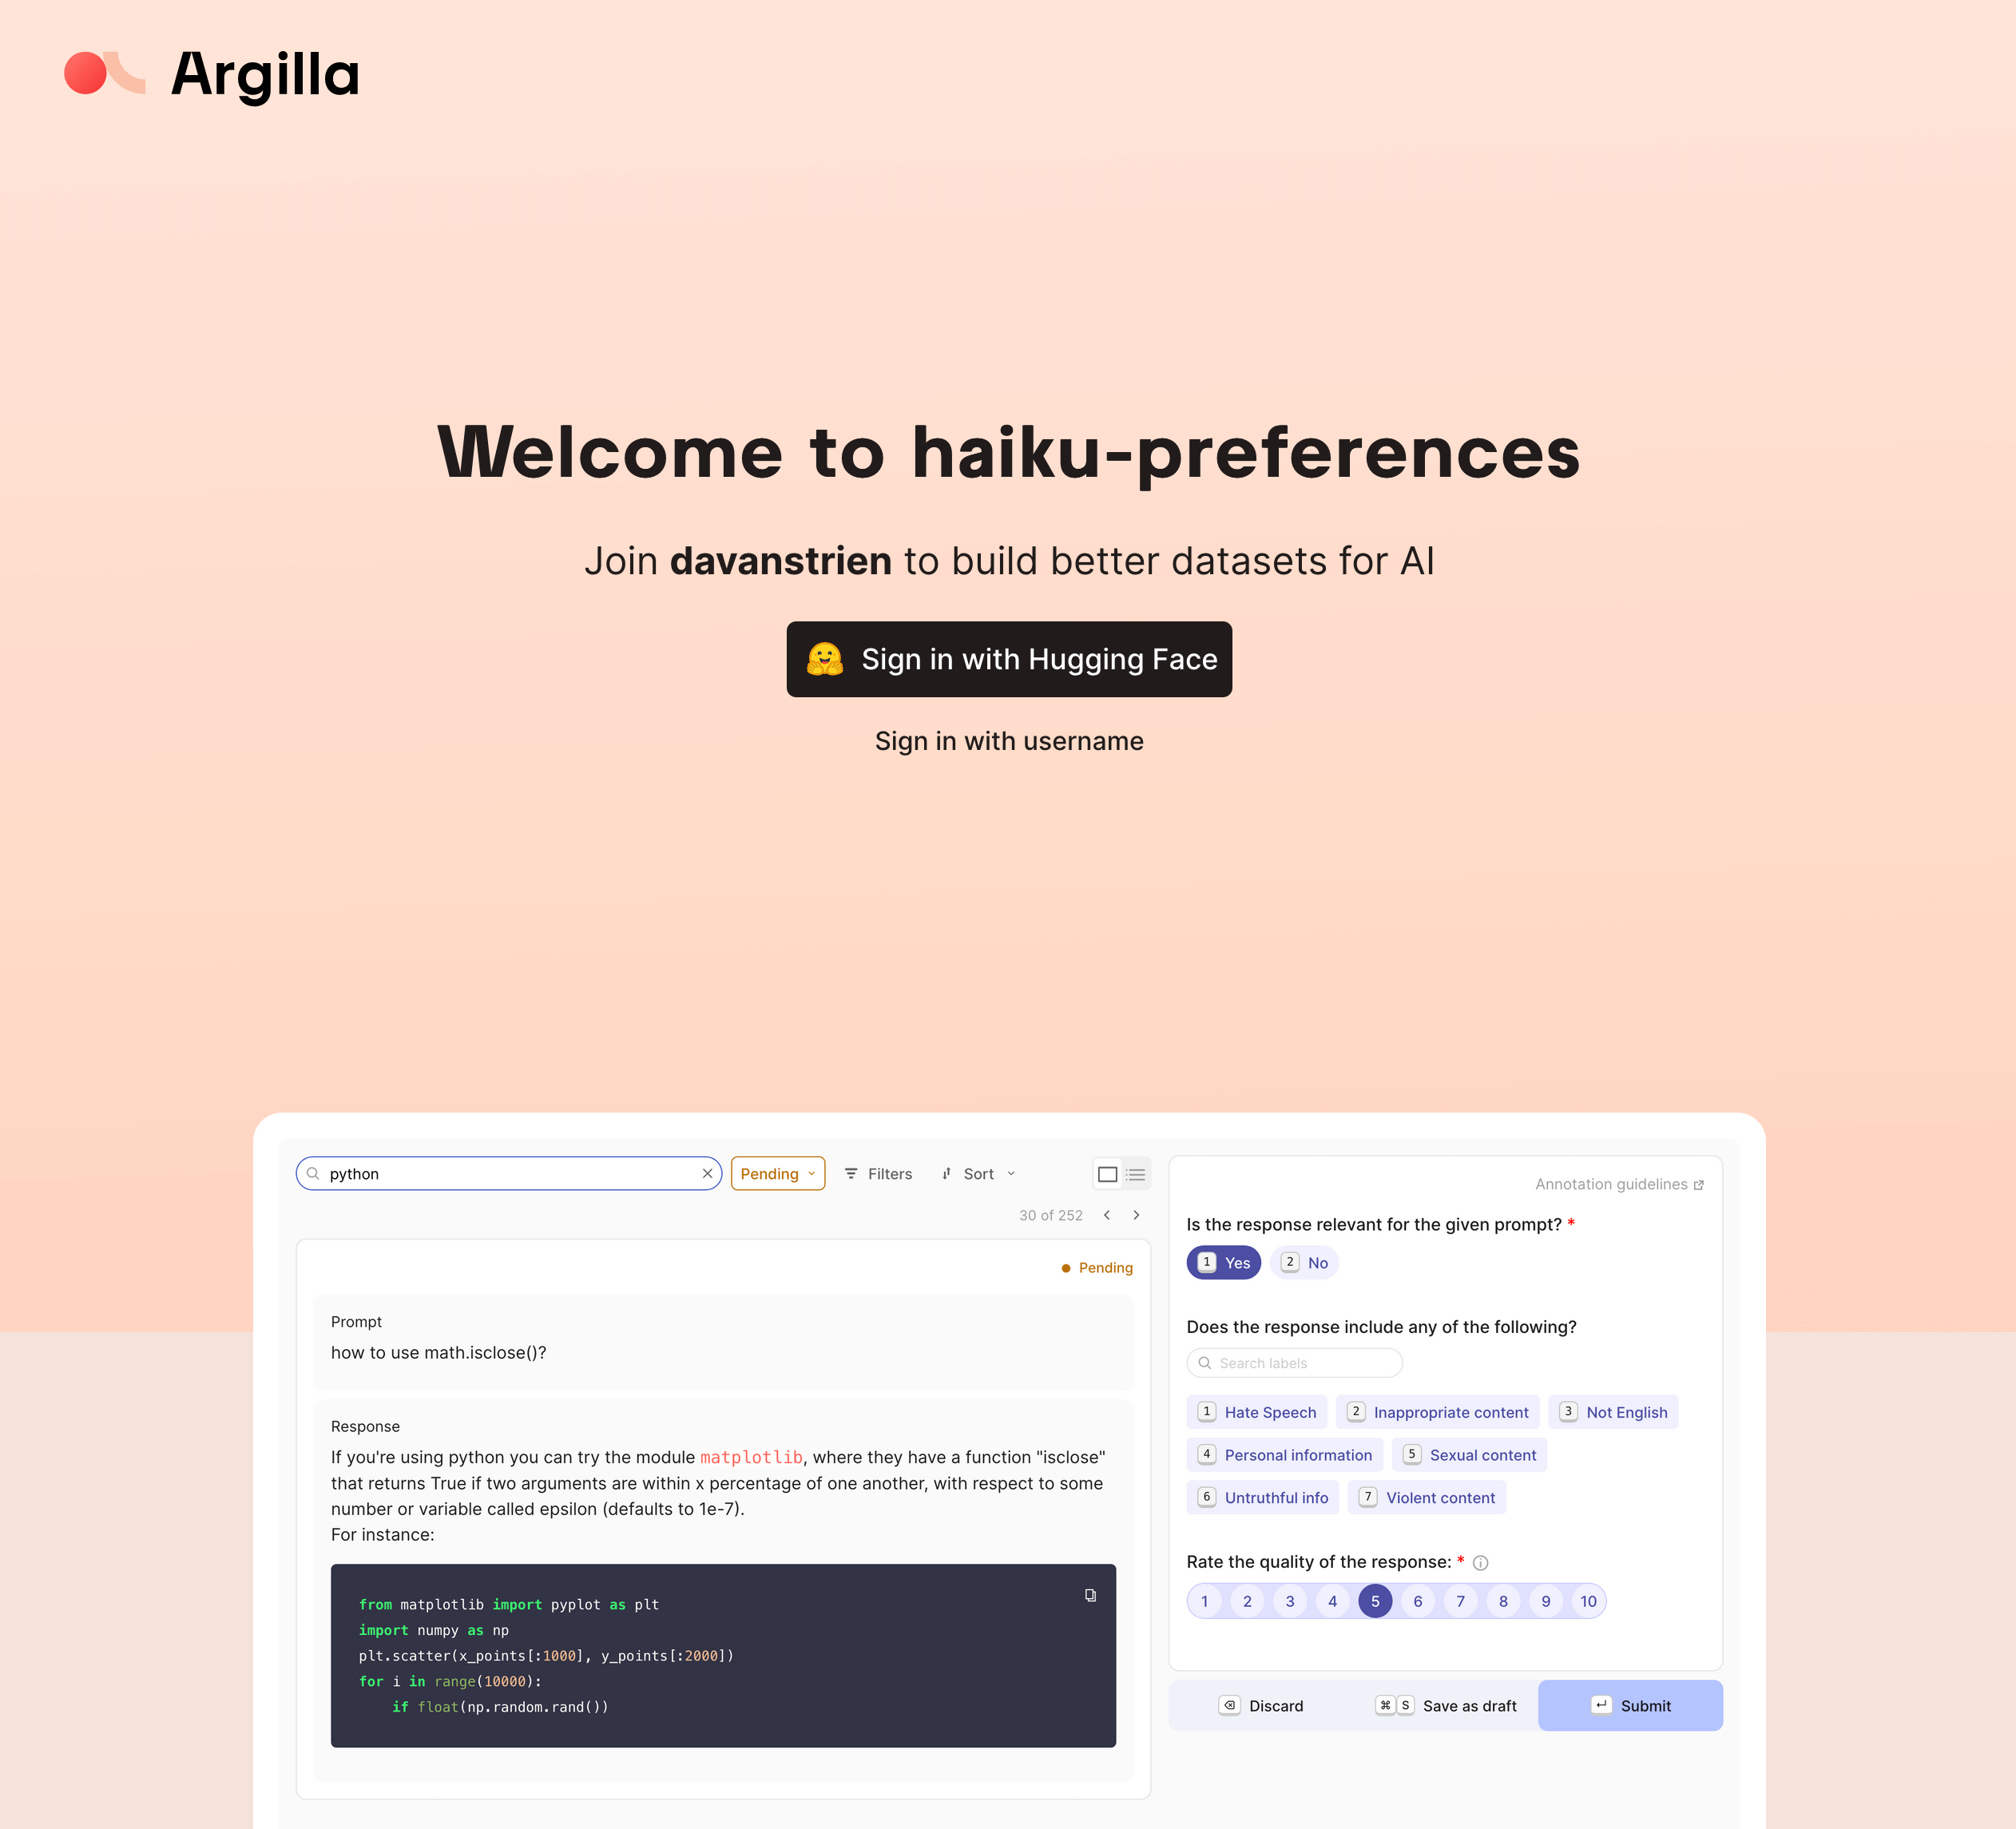 Argilla
Welcome to haiku-preferences
Join davanstrien to build better datasets for AI
Sign in with Hugging Face
Sign in with username
python
Pending
Filters
Sort
30 of 252
Pending
Prompt
how to use math.isclose()?
Response
If you're using python you can try the module matplotlib, where they have a function "isclose"
that returns True if two arguments are within x percentage of one another, with respect to some
number or variable called epsilon (defaults to 1e-7).
For instance:
from matplotlib import pyplot as plt
import numpy as np
plt.scatter(x_points[:1000], y_points[:2000])
for i in range(10000):
    if float(np.random.rand())
Annotation guidelines
Is the response relevant for the given prompt? *
1 Yes 2 No
Does the response include any of the following?
Search labels
1 Hate Speech 2 Inappropriate content 3 Not English
4 Personal information 5 Sexual content
6 Untruthful info 7 Violent content
Rate the quality of the response: *
1 2 3 4 5 6 7 8 9 10
Discard ⌘ S Save as draft Submit